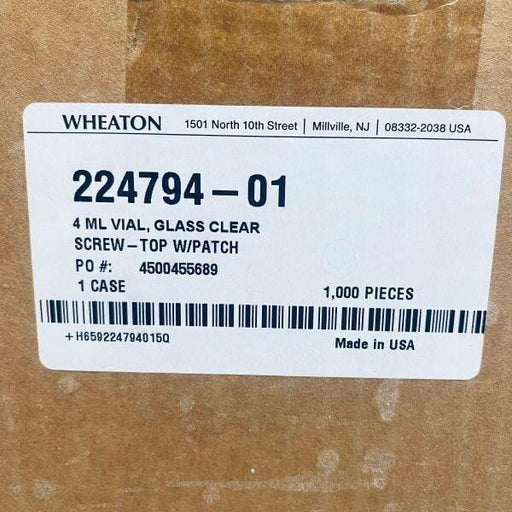 WHEATON 1501 North 10th Street | Millville, NJ | 08332-2038 USA
224794-01
4 ML VIAL, GLASS CLEAR
SCREW-TOP W/PATCH
PO #: 4500455689
1 CASE 1,000 PIECES
+H659224794015Q Made in USA